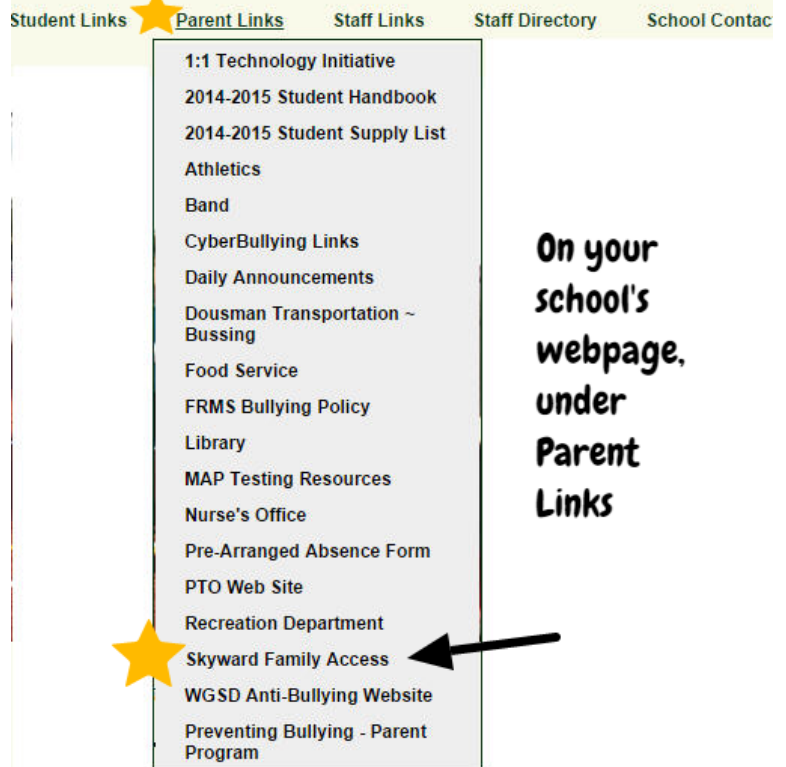 Student Links Parent Links Staff Links Staff Directory School Contac
1:1 Technology Initiative
2014-2015 Student Handbook
2014-2015 Student Supply List
Athletics
Band
CyberBullying Links
Daily Announcements
Dousman Transportation ~
Bussing
Food Service
FRMS Bullying Policy
Library
MAP Testing Resources
Nurse's Office
Pre-Arranged Absence Form
PTO Web Site
Recreation Department
Skyward Family Access
WGSD Anti-Bullying Website
Preventing Bullying - Parent
Program
On your
school's
webpage,
under
Parent
Links